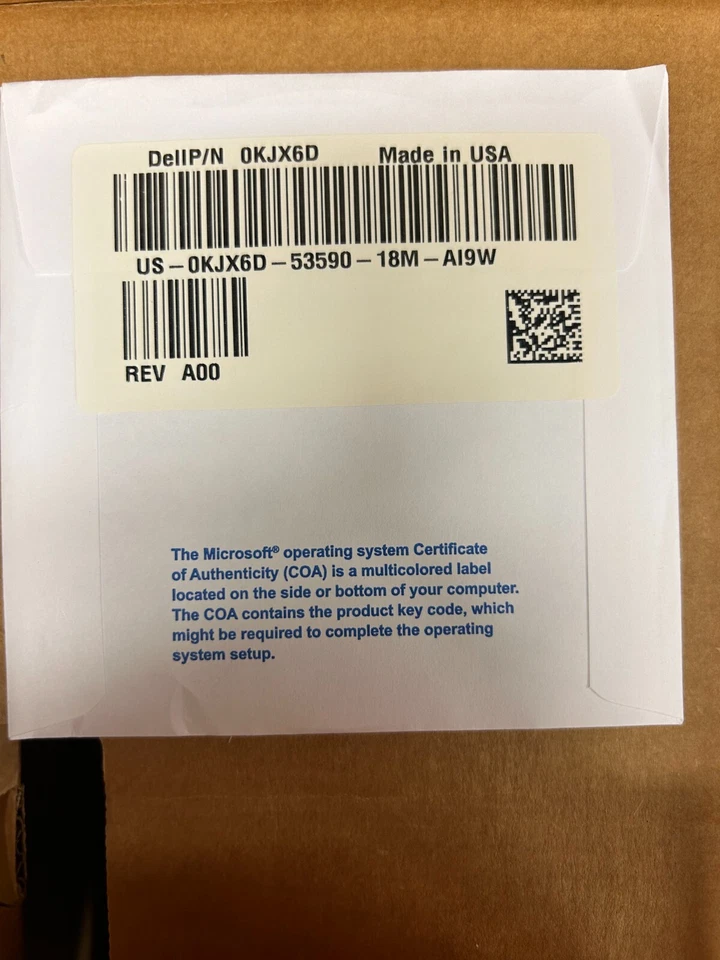 DellP/N 0KJX6D Made in USA
US-0KJX6D-53590-18M-AI9W
REV A00
The Microsoft® operating system Certificate
of Authenticity (COA) is a multicolored label
located on the side or bottom of your computer.
The COA contains the product key code, which
might be required to complete the operating
system setup.